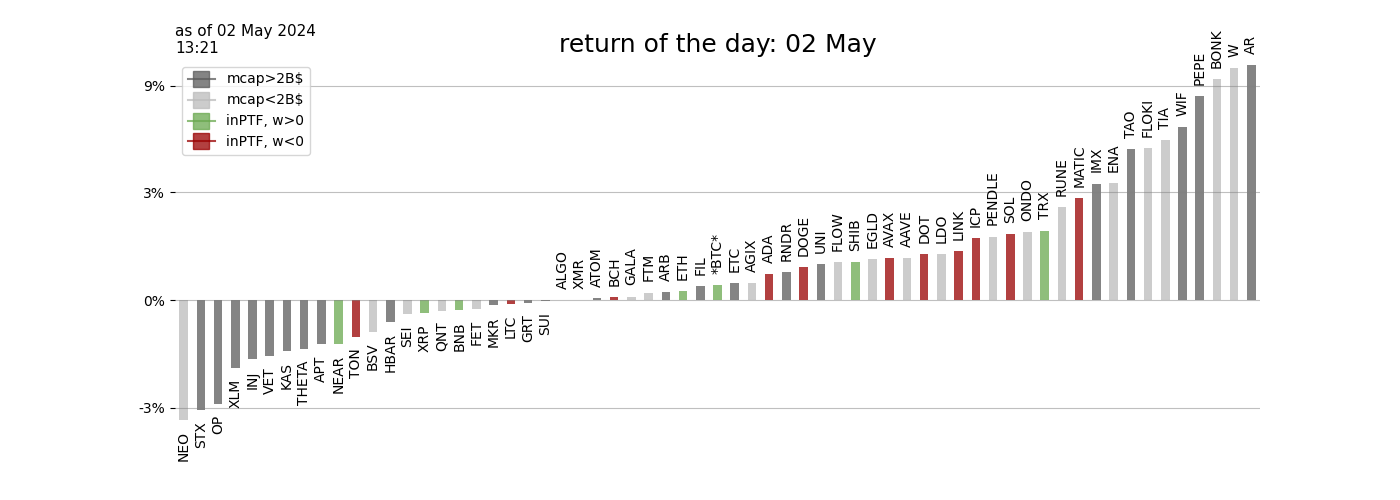 as of 02 May 2024
13:21
return of the day: 02 May
mcap>2B$
mcap<2B$
inPTF, w>0
inPTF, w<0
9%
3%
0%
-3%
NEO
STX
OP
XLM
INJ
VET
KAS
THETA
APT
NEAR
TON
BSV
HBAR
SEI
XRP
QNT
BNB
FET
MKR
LTC
GRT
SUI
ALGO
XMR
ATOM
BCH
GALA
FTM
ARB
ETH
FIL
*BTC*
ETC
AGIX
ADA
RNDR
DOGE
UNI
FLOW
SHIB
EGLD
AVAX
AAVE
DOT
LDO
LINK
ICP
PENDLE
SOL
ONDO
TRX
RUNE
MATIC
IMX
ENA
TAO
FLOKI
TIA
WIF
PEPE
BONK
W
AR